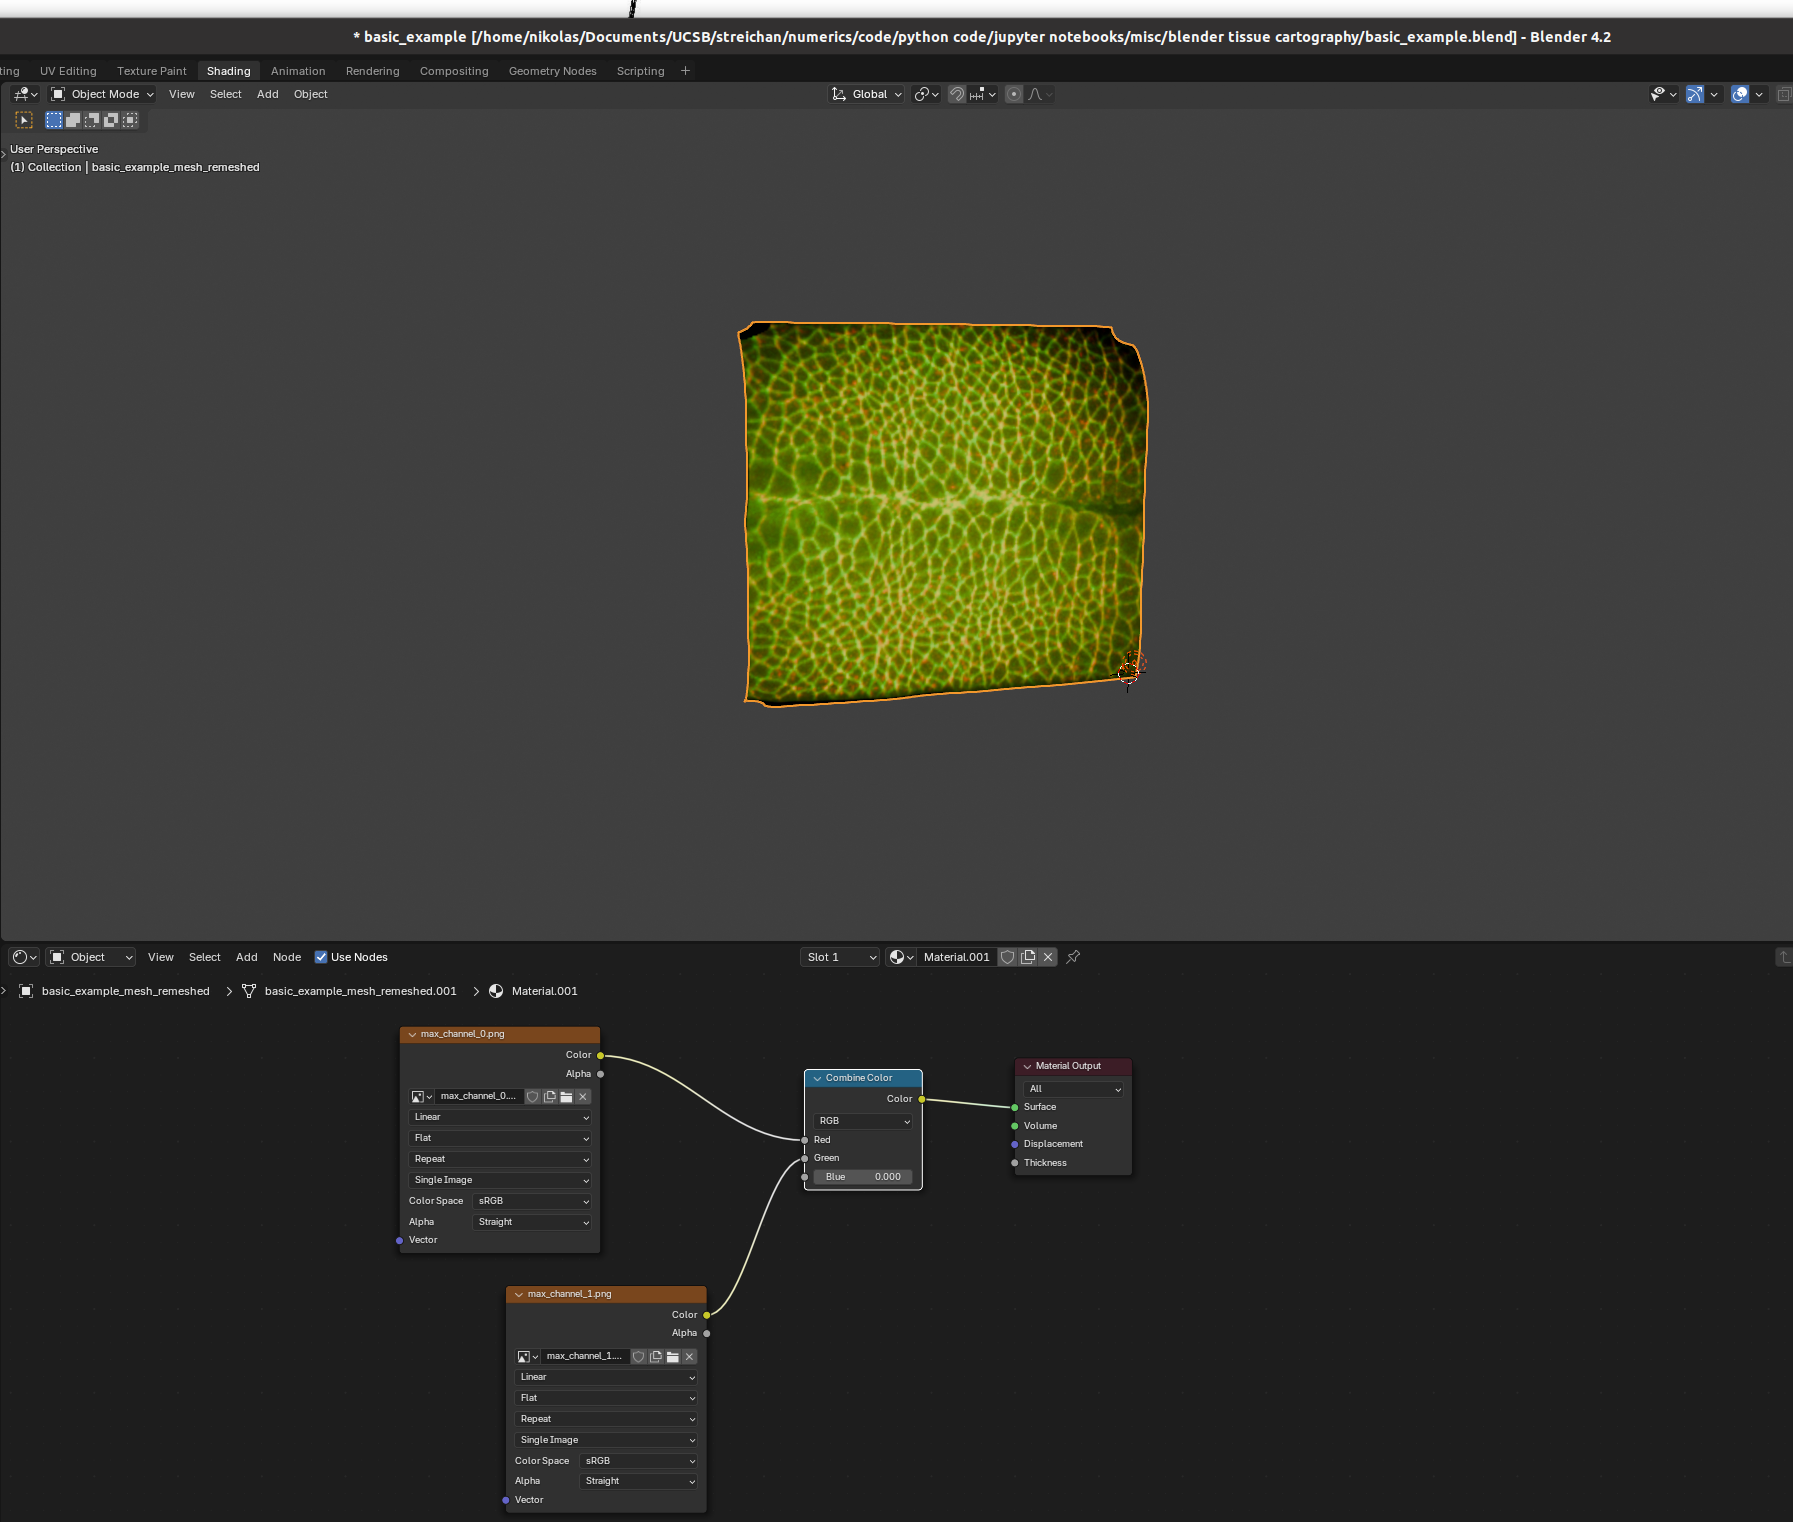 * basic_example [/home/nikolas/Documents/UCSB/streichan/numerics/code/python code/jupyter notebooks/misc/blender tissue cartography/basic_example.blend] - Blender 4.2
ting UV Editing Texture Paint Shading Animation Rendering Compositing Geometry Nodes Scripting +
Object Mode View Select Add Object Global
User Perspective
(1) Collection | basic_example_mesh_remeshed
Object View Select Add Node Use Nodes Slot 1 Material.001
basic_example_mesh_remeshed > basic_example_mesh_remeshed.001 > Material.001
max_channel_0.png
Color
Alpha
max_channel_0....
Linear
Flat
Repeat
Single Image
Color Space sRGB
Alpha Straight
Vector
Combine Color
Color
RGB
Red
Green
Blue 0.000
Material Output
All
Surface
Volume
Displacement
Thickness
max_channel_1.png
Color
Alpha
max_channel_1....
Linear
Flat
Repeat
Single Image
Color Space sRGB
Alpha Straight
Vector